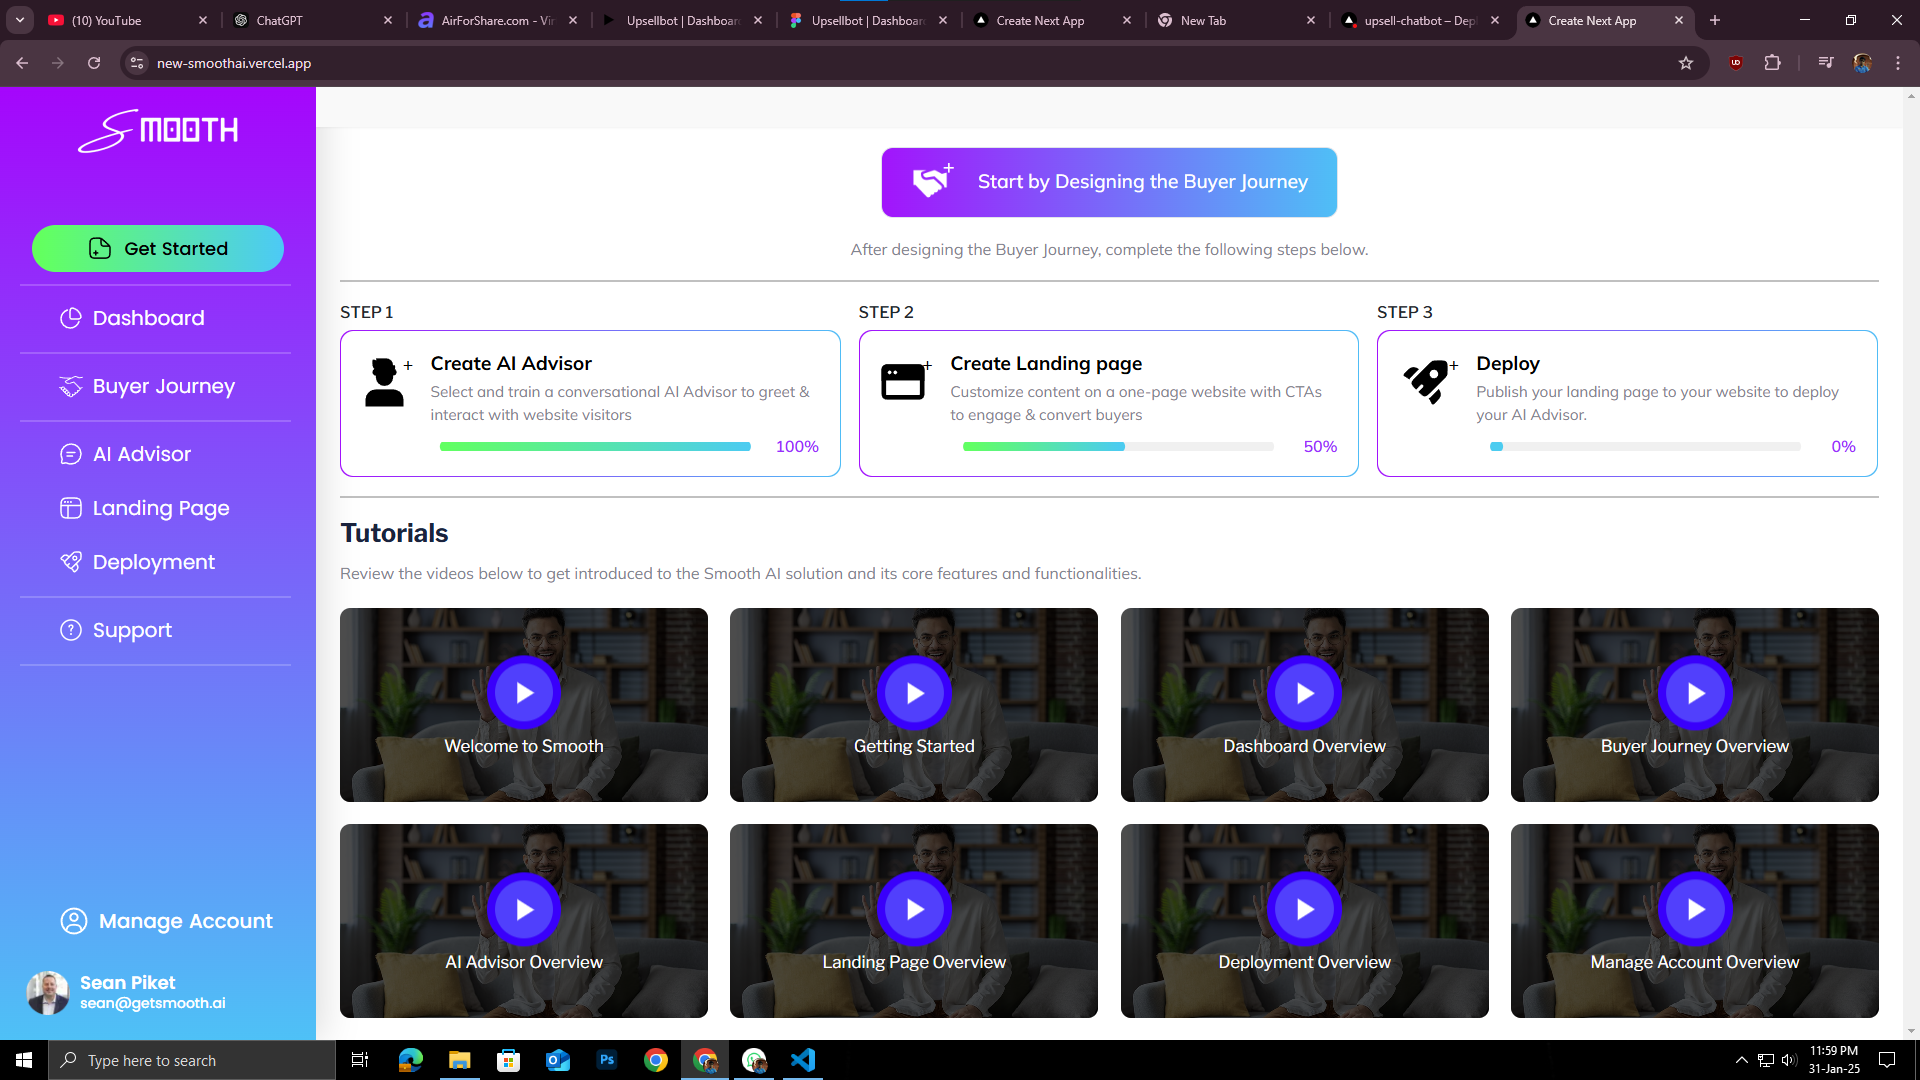 (10) YouTube
ChatGPT
AirForShare.com - Vir
Upsellbot | Dashboard
Upsellbot | Dashboar
Create Next App
New Tab
upsell-chatbot – Dep
Create Next App
new-smoothai.vercel.app
SMOOTH
Get Started
Dashboard
Buyer Journey
AI Advisor
Landing Page
Deployment
Support
Manage Account
Sean Piket
sean@getsmooth.ai
Start by Designing the Buyer Journey
After designing the Buyer Journey, complete the following steps below.
STEP 1
Create AI Advisor
Select and train a conversational AI Advisor to greet &
interact with website visitors
100%
STEP 2
Create Landing page
Customize content on a one-page website with CTAs
to engage & convert buyers
50%
STEP 3
Deploy
Publish your landing page to your website to deploy
your AI Advisor.
0%
Tutorials
Review the videos below to get introduced to the Smooth AI solution and its core features and functionalities.
Welcome to Smooth
Getting Started
Dashboard Overview
Buyer Journey Overview
AI Advisor Overview
Landing Page Overview
Deployment Overview
Manage Account Overview
Type here to search
Ps
11:59 PM
31-Jan-25